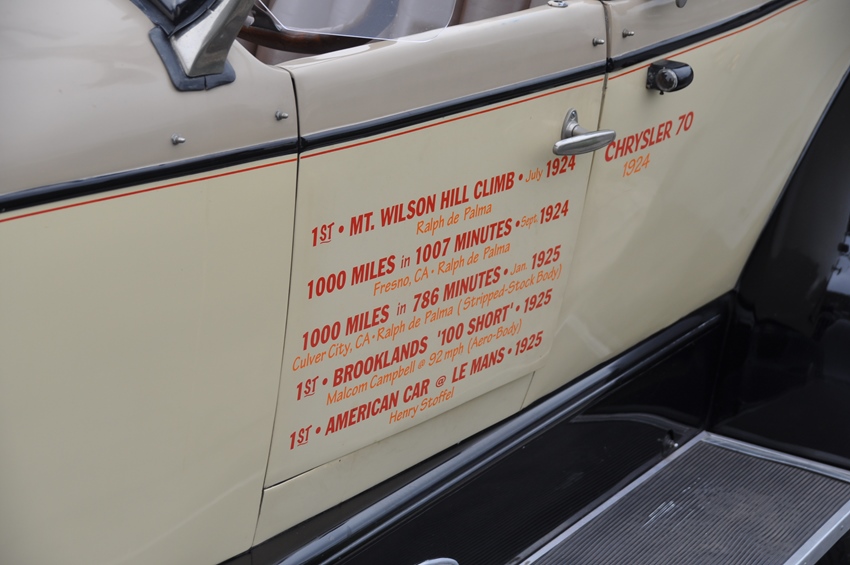 1ST • MT. WILSON HILL CLIMB • July 1924
Ralph de Palma
1000 MILES in 1007 MINUTES • Sept. 1924
Fresno, CA • Ralph de Palma
1000 MILES in 786 MINUTES • Jan. 1925
Culver City, CA • Ralph de Palma (Stripped-Stock Body)
1ST • BROOKLANDS '100 SHORT' • 1925
Malcom Campbell @ 92 mph (Aero-Body)
1ST • AMERICAN CAR @ LE MANS • 1925
Henry Stoffel
CHRYSLER 70
1924